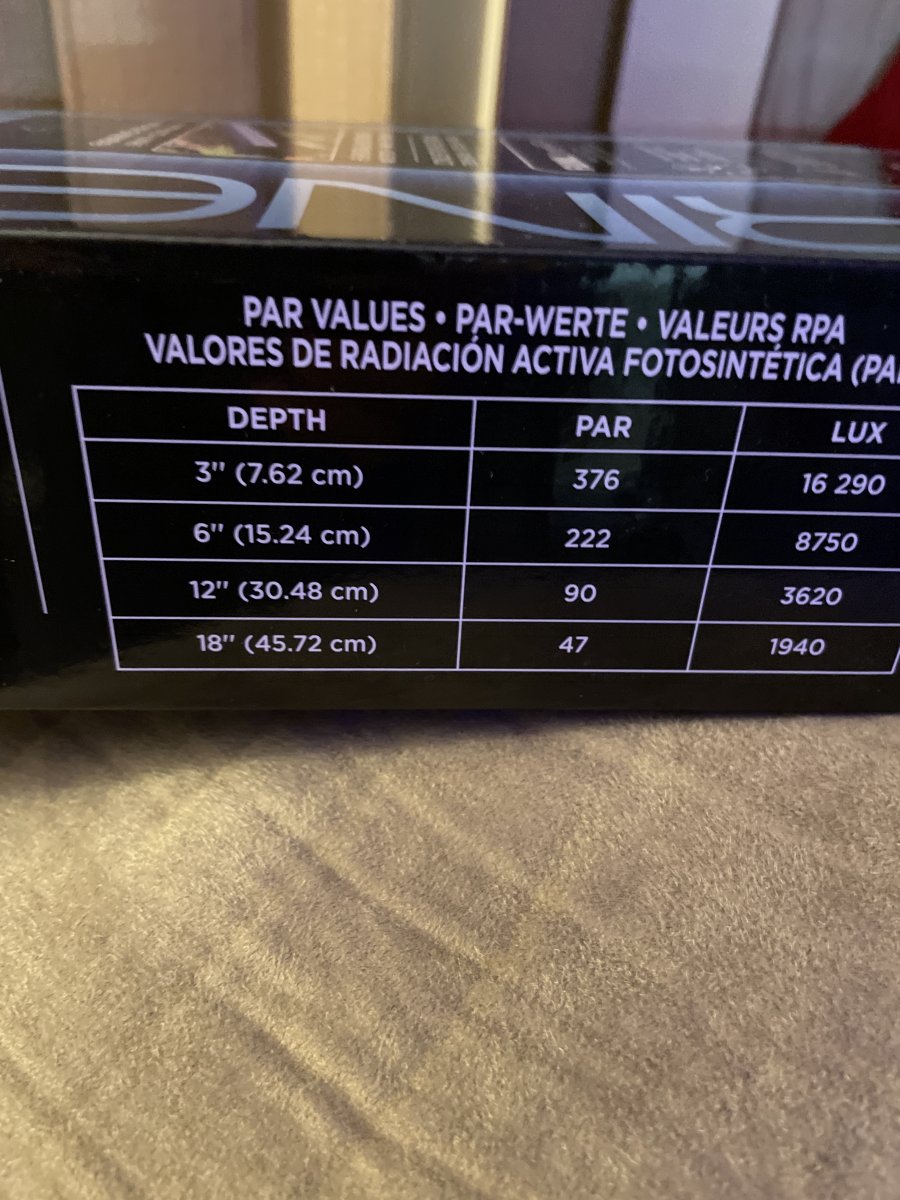 RINE
PAR VALUES • PAR-WERTE • VALEURS RPA
VALORES DE RADIACIÓN ACTIVA FOTOSINTÉTICA (PA
DEPTH PAR LUX
3" (7.62 cm) 376 16 290
6" (15.24 cm) 222 8750
12" (30.48 cm) 90 3620
18" (45.72 cm) 47 1940